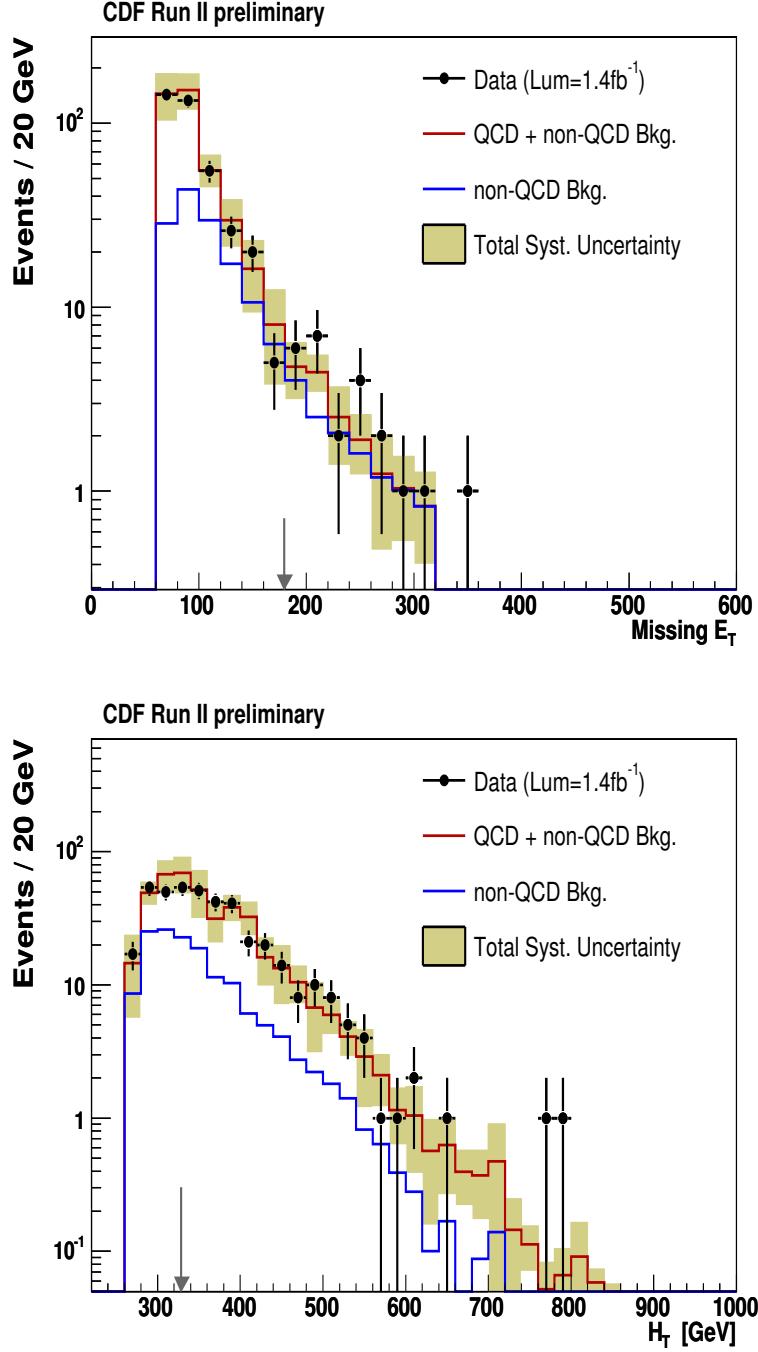 CDF Run II preliminary
Events / 20 GeV
10²
10
1
Data (Lum=1.4fb⁻¹)
QCD + non-QCD Bkg.
non-QCD Bkg.
Total Syst. Uncertainty
0 100 200 300 400 500 600
Missing E_T
CDF Run II preliminary
Events / 20 GeV
10²
10
1
10⁻¹
Data (Lum=1.4fb⁻¹)
QCD + non-QCD Bkg.
non-QCD Bkg.
Total Syst. Uncertainty
300 400 500 600 700 800 900 1000
H_T [GeV]